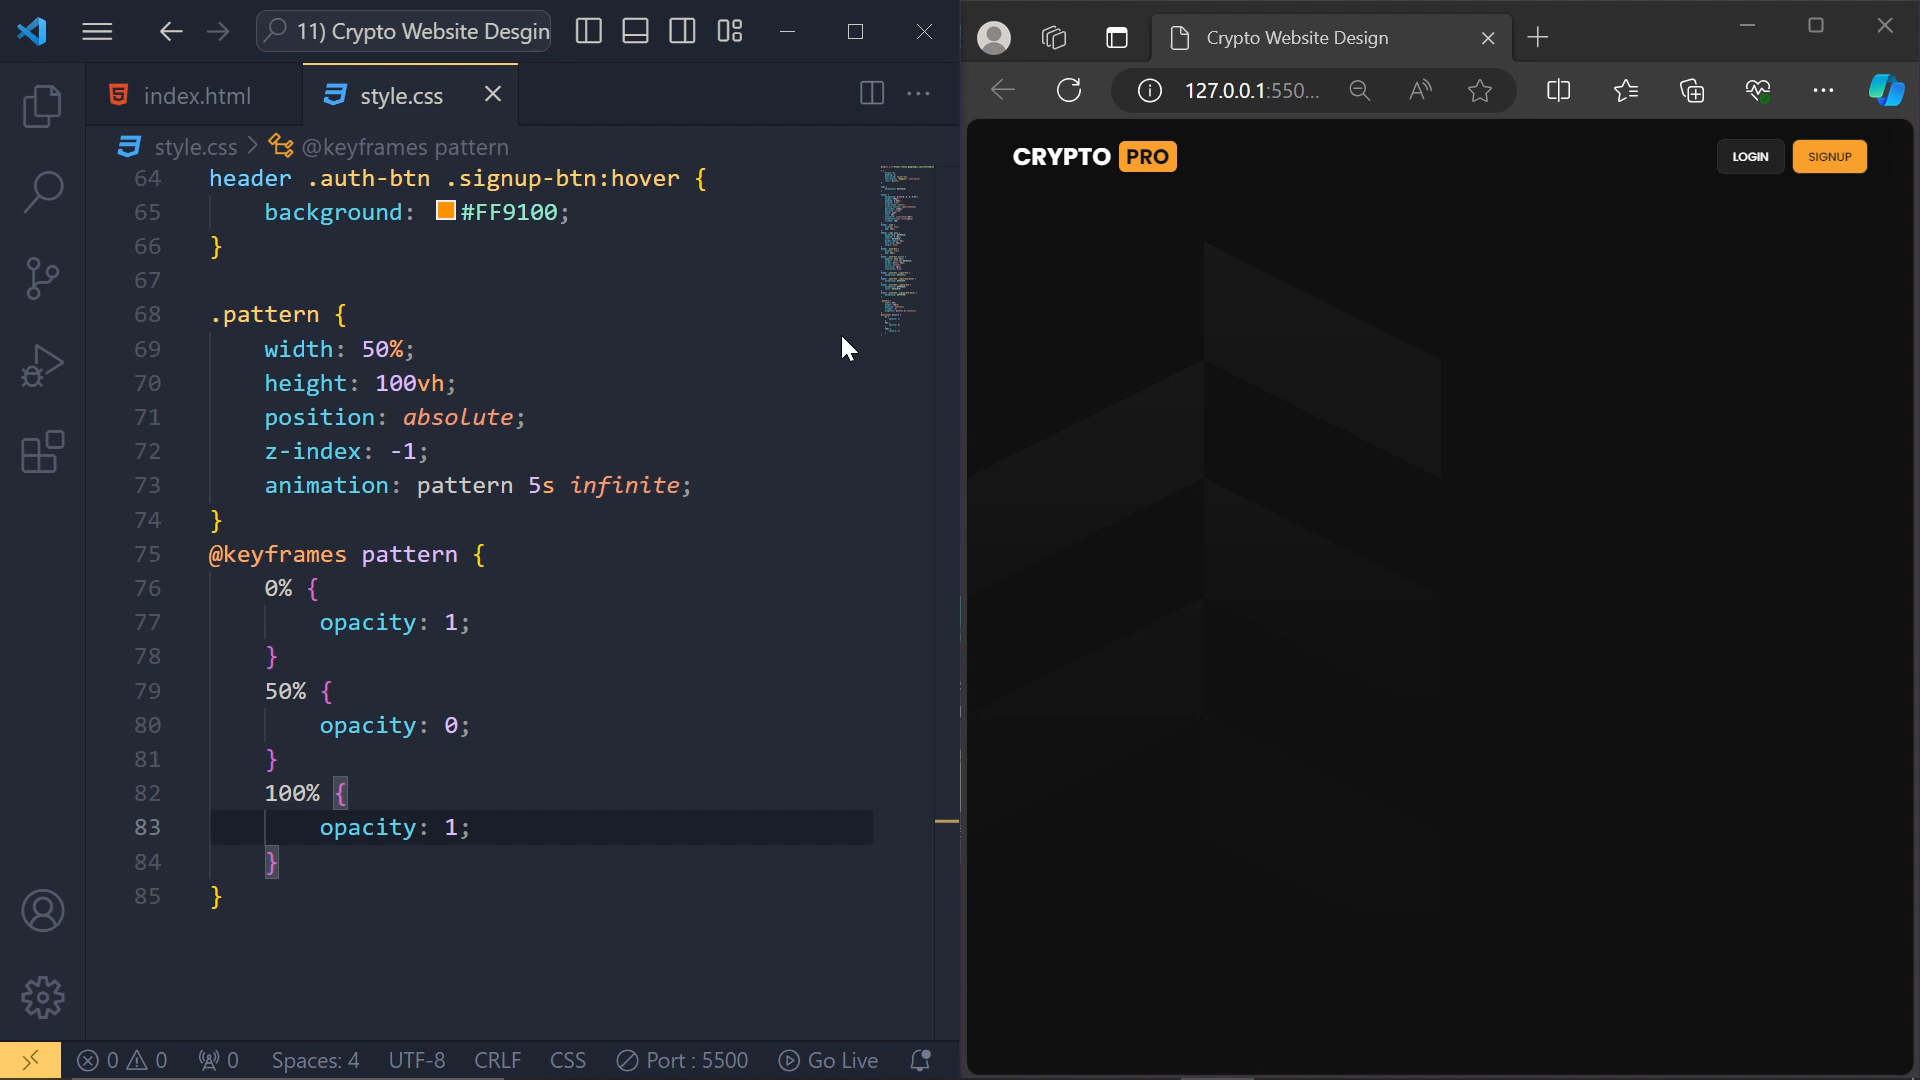 11) Crypto Website Desgin
index.html
style.css
style.css > @keyframes pattern
64 header .auth-btn .signup-btn:hover {
65 background: #FF9100;
66 }
67
68 .pattern {
69 width: 50%;
70 height: 100vh;
71 position: absolute;
72 z-index: -1;
73 animation: pattern 5s infinite;
74 }
75 @keyframes pattern {
76 0% {
77 opacity: 1;
78 }
79 50% {
80 opacity: 0;
81 }
82 100% {
83 opacity: 1;
84 }
85 }
0 0 0 Spaces: 4 UTF-8 CRLF CSS Port : 5500 Go Live
Crypto Website Design
127.0.0.1:550...
CRYPTO PRO
LOGIN
SIGNUP